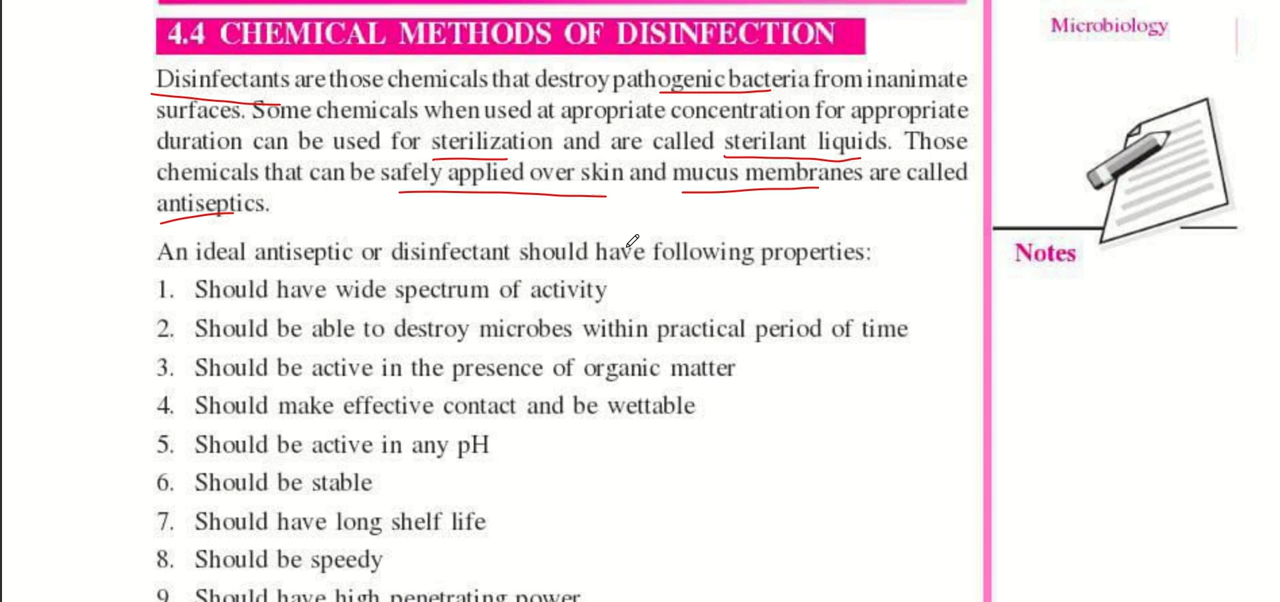 4.4 CHEMICAL METHODS OF DISINFECTION
Microbiology
Disinfectants are those chemicals that destroy pathogenic bacteria from inanimate
surfaces. Some chemicals when used at apropriate concentration for appropriate
duration can be used for sterilization and are called sterilant liquids. Those
chemicals that can be safely applied over skin and mucus membranes are called
antiseptics.
An ideal antiseptic or disinfectant should have following properties:
Notes
1. Should have wide spectrum of activity
2. Should be able to destroy microbes within practical period of time
3. Should be active in the presence of organic matter
4. Should make effective contact and be wettable
5. Should be active in any pH
6. Should be stable
7. Should have long shelf life
8. Should be speedy
9. Should have high penetrating power